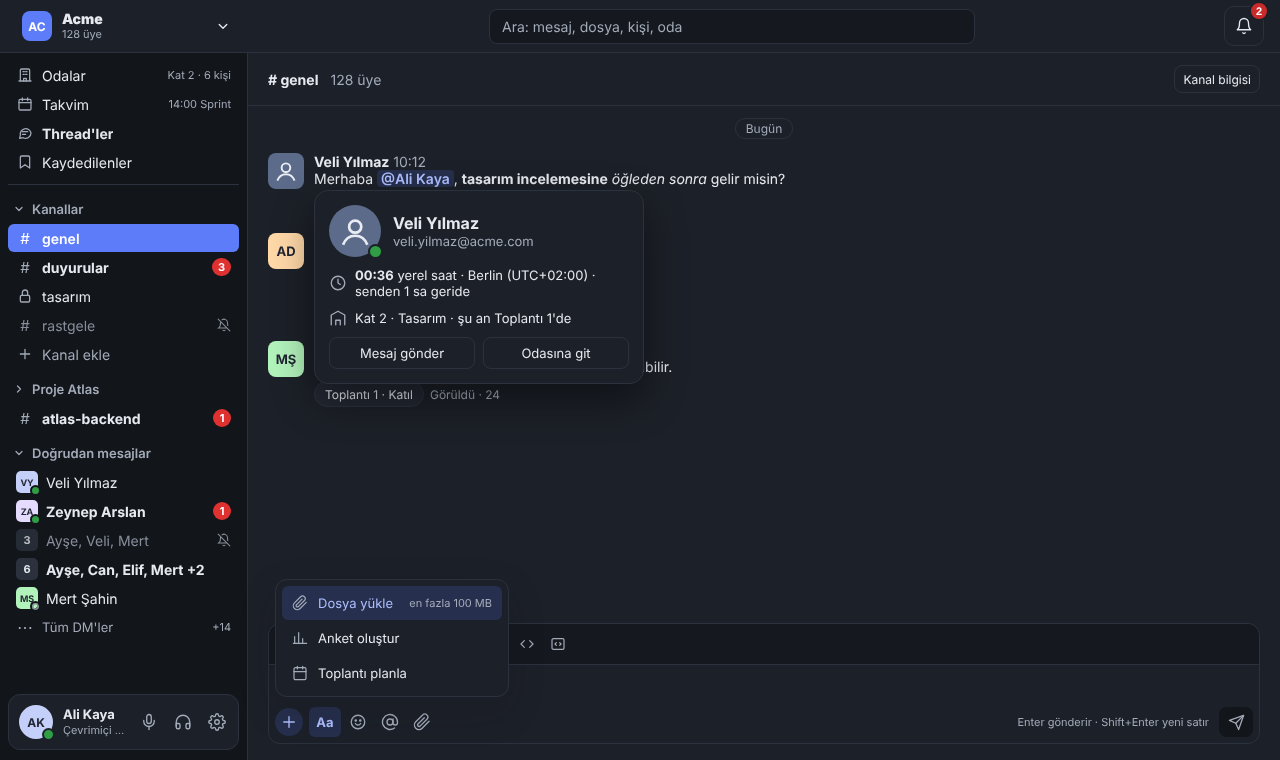 AC
Acme
128 üye
Ara: mesaj, dosya, kişi, oda
2
Odalar Kat 2 · 6 kişi
Takvim 14:00 Sprint
Thread'ler
Kaydedilenler
Kanallar
# genel
# duyurular 3
tasarım
# rastgele
Kanal ekle
Proje Atlas
# atlas-backend 1
Doğrudan mesajlar
VY Veli Yılmaz
ZA Zeynep Arslan 1
3 Ayşe, Veli, Mert
6 Ayşe, Can, Elif, Mert +2
MŞ Mert Şahin
Tüm DM'ler +14
AK
Ali Kaya
Çevrimiçi ...
# genel 128 üye
Kanal bilgisi
Bugün
Veli Yılmaz 10:12
Merhaba @Ali Kaya, tasarım incelemesine öğleden sonra gelir misin?
AD
Veli Yılmaz
veli.yilmaz@acme.com
00:36 yerel saat · Berlin (UTC+02:00) ·
senden 1 sa geride
Kat 2 · Tasarım · şu an Toplantı 1'de
Mesaj gönder
Odasına git
MŞ
bilir.
Toplantı 1 · Katıl
Görüldü · 24
Dosya yükle en fazla 100 MB
Anket oluştur
Toplantı planla
Aa
Enter gönderir · Shift+Enter yeni satır